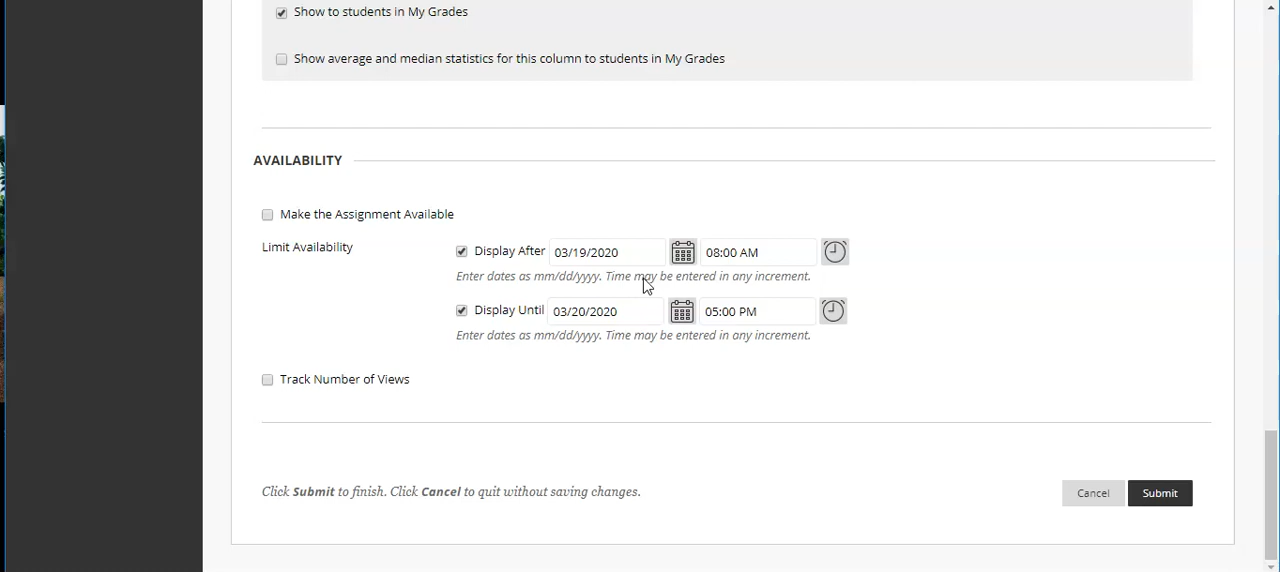 Show to students in My Grades
Show average and median statistics for this column to students in My Grades
AVAILABILITY
Make the Assignment Available
Limit Availability
Display After 03/19/2020 08:00 AM
Enter dates as mm/dd/yyyy. Time may be entered in any increment.
Display Until 03/20/2020 05:00 PM
Enter dates as mm/dd/yyyy. Time may be entered in any increment.
Track Number of Views
Click Submit to finish. Click Cancel to quit without saving changes.
Cancel Submit